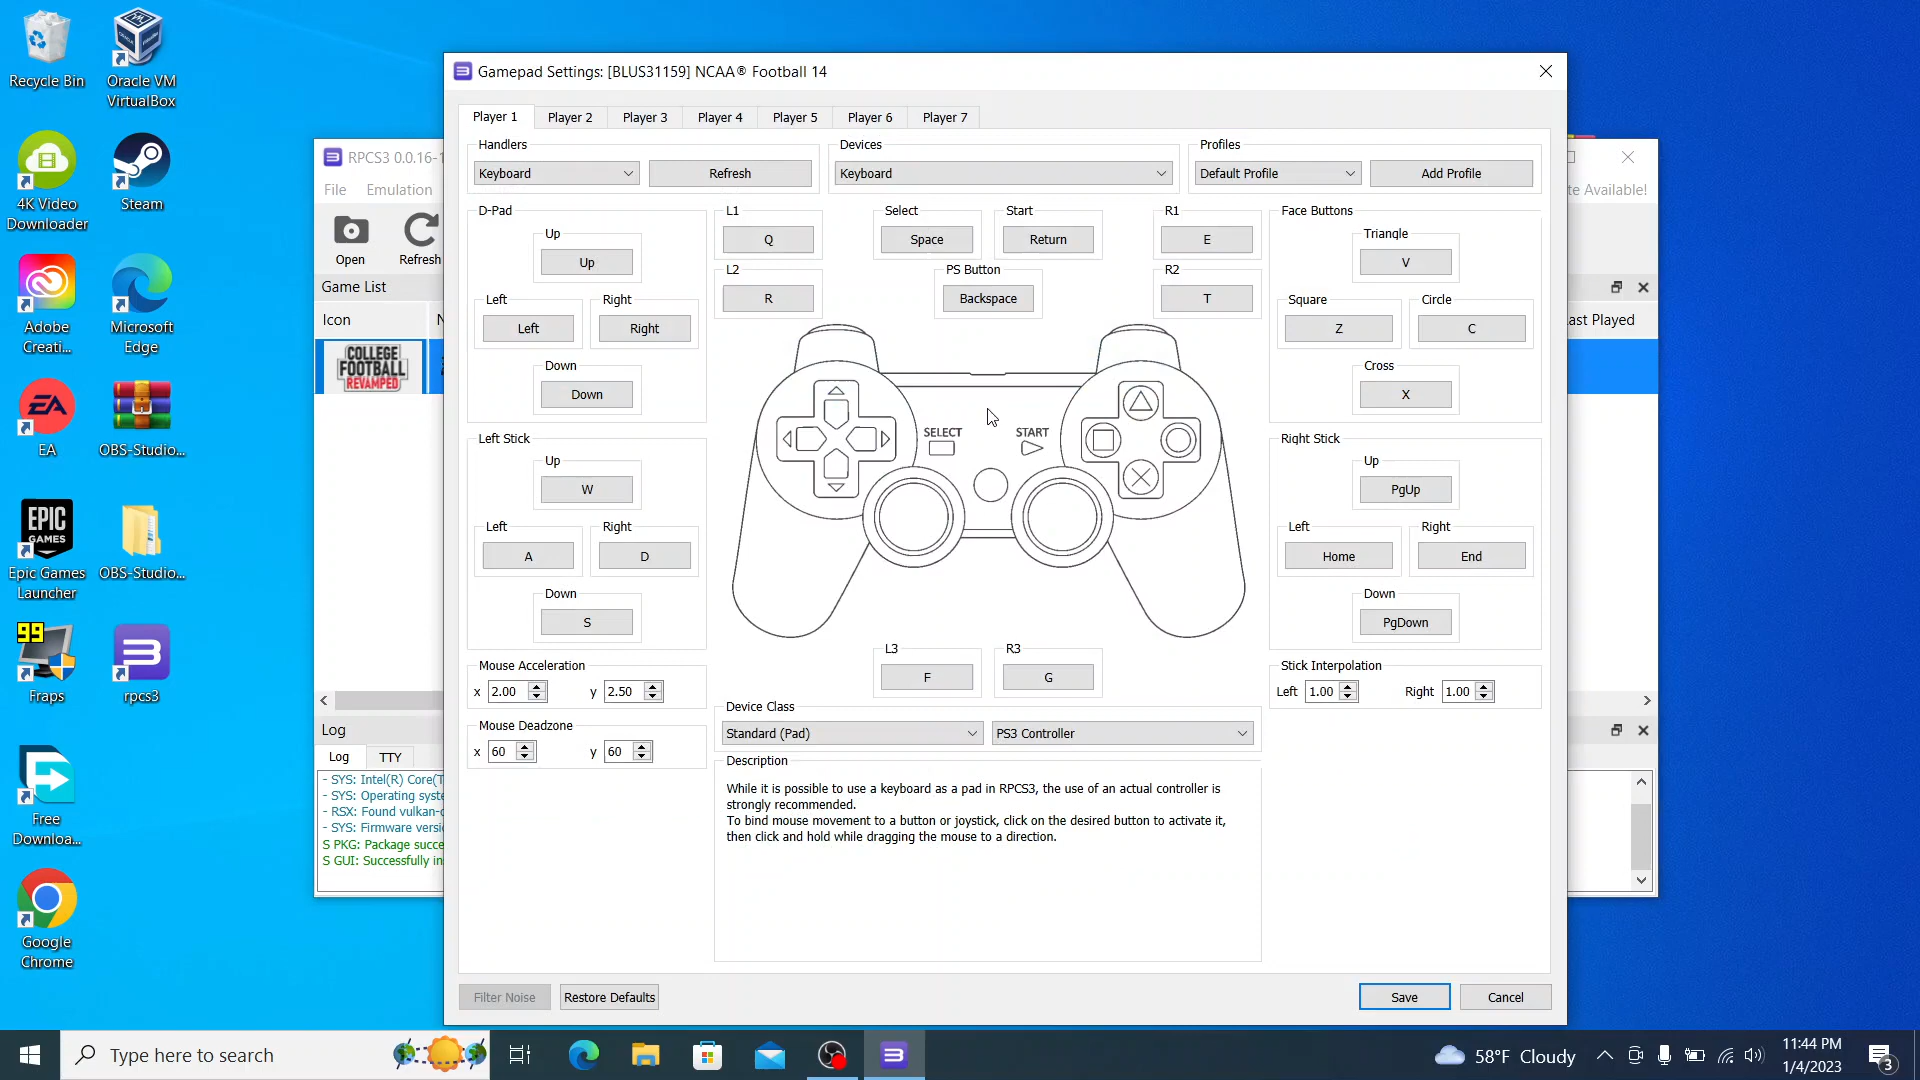 Recycle Bin
Oracle VM
VirtualBox
4K Video
Downloader
Steam
Adobe
Creati...
Microsoft
Edge
EA
EA
OBS-Studio...
EPIC
GAMES
Epic Games
Launcher
OBS-Studio...
99
Fraps
rpcs3
Free
Downloa...
Google
Chrome
RPCS3 0.0.16-1
File
Emulation
te Available!
Open
Refresh
Game List
Icon
N
ast Played
COLLEGE
FOOTBALL
REVAMPED
Log
Log
TTY
- SYS: Intel(R) Core(T
- SYS: Operating syste
- RSX: Found vulkan-c
- SYS: Firmware versi
S PKG: Package succe
S GUI: Successfully in
Gamepad Settings: [BLUS31159] NCAA® Football 14
Player 1
Player 2
Player 3
Player 4
Player 5
Player 6
Player 7
Handlers
Keyboard
Refresh
Devices
Keyboard
Profiles
Default Profile
Add Profile
D-Pad
Up
Up
Left
Left
Right
Right
Down
Down
L1
Q
L2
R
Select
Space
Start
Return
PS Button
Backspace
R1
E
R2
T
Face Buttons
Triangle
V
Square
Z
Circle
C
Cross
X
SELECT
START
Left Stick
Up
W
Left
A
Right
D
Down
S
Right Stick
Up
PgUp
Left
Home
Right
End
Down
PgDown
L3
F
R3
G
Mouse Acceleration
x 2.00
y 2.50
Mouse Deadzone
x 60
y 60
Stick Interpolation
Left 1.00
Right 1.00
Device Class
Standard (Pad)
PS3 Controller
Description
While it is possible to use a keyboard as a pad in RPCS3, the use of an actual controller is
strongly recommended.
To bind mouse movement to a button or joystick, click on the desired button to activate it,
then click and hold while dragging the mouse to a direction.
Filter Noise
Restore Defaults
Save
Cancel
Type here to search
58°F Cloudy
11:44 PM
1/4/2023
3